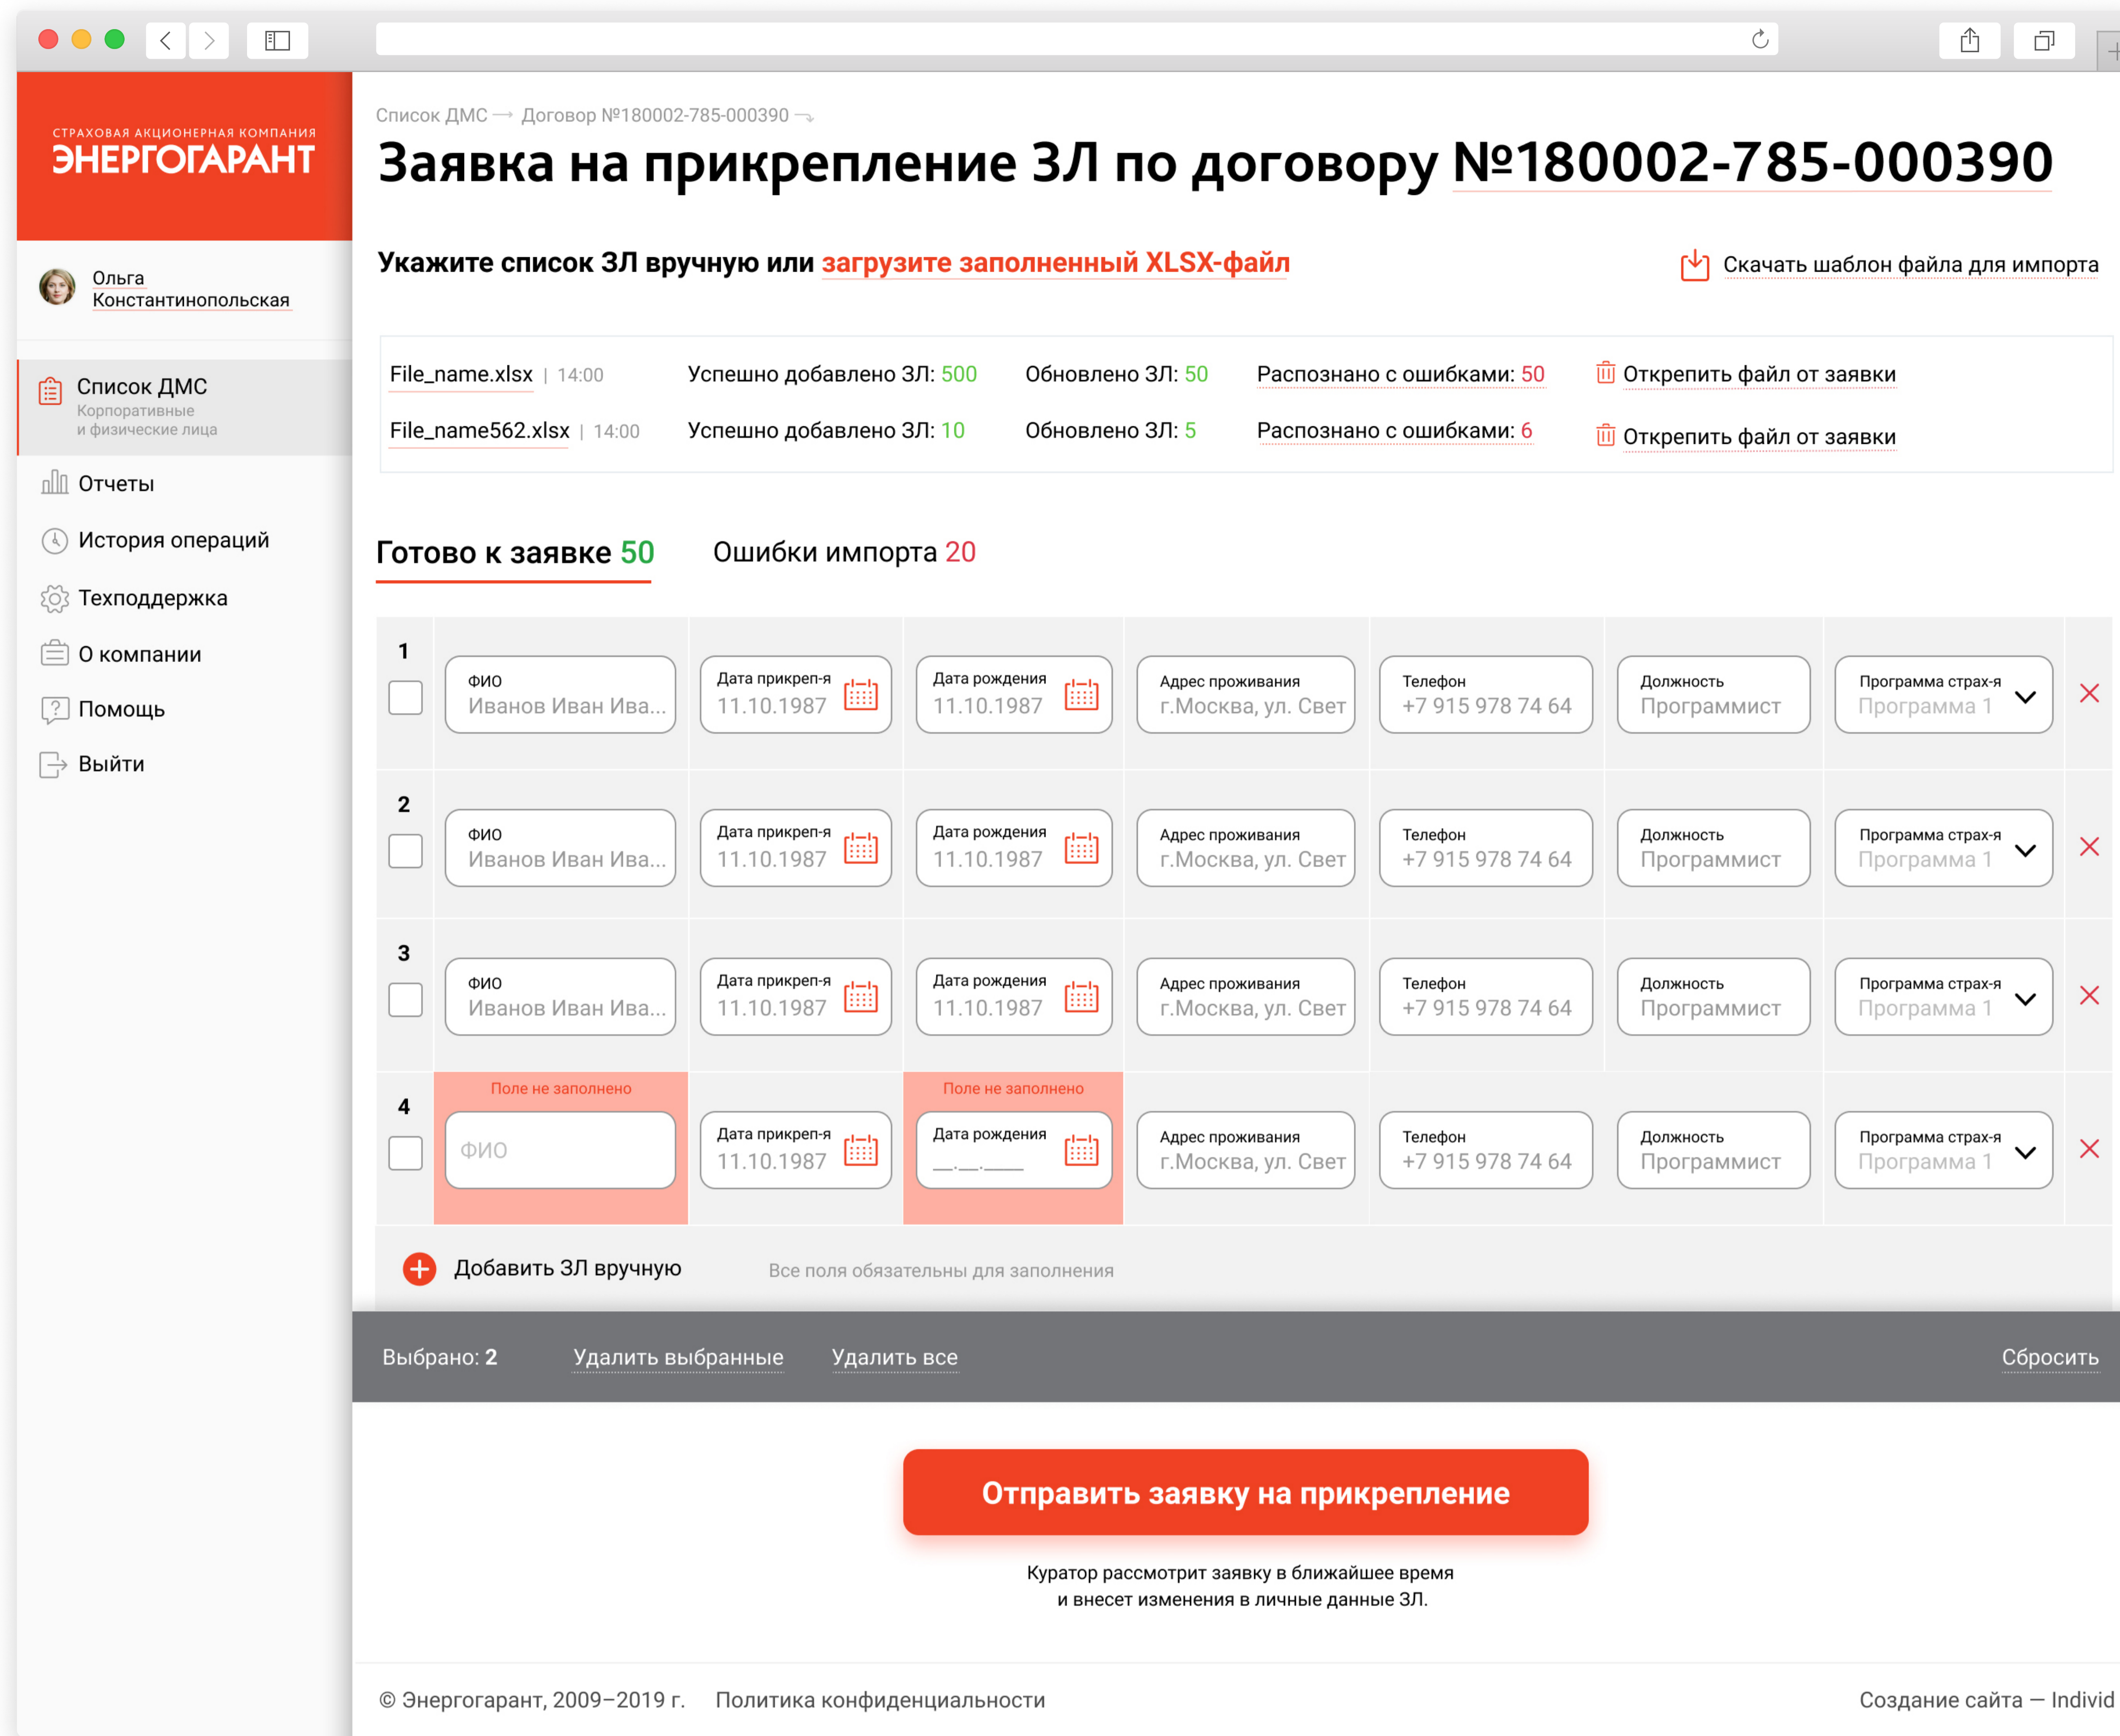 СТРАХОВАЯ АКЦИОНЕРНАЯ КОМПАНИЯ
ЭНЕРГОГАРАНТ
Ольга
Константинопольская
Список ДМС
Корпоративные
и физические лица
Отчеты
История операций
Техподдержка
О компании
Помощь
Выйти
Список ДМС → Договор №180002-785-000390
Заявка на прикрепление ЗЛ по договору №180002-785-000390
Укажите список ЗЛ вручную или загрузите заполненный XLSX-файл
Скачать шаблон файла для импорта
File_name.xlsx | 14:00 Успешно добавлено ЗЛ: 500 Обновлено ЗЛ: 50 Распознано с ошибками: 50 Открепить файл от заявки
File_name562.xlsx | 14:00 Успешно добавлено ЗЛ: 10 Обновлено ЗЛ: 5 Распознано с ошибками: 6 Открепить файл от заявки
Готово к заявке 50 Ошибки импорта 20
1
ФИО Дата прикреп-я Дата рождения Адрес проживания Телефон Должность Программа страх-я
Иванов Иван Ива... 11.10.1987 11.10.1987 г.Москва, ул. Свет +7 915 978 74 64 Программист Программа 1
2
ФИО Дата прикреп-я Дата рождения Адрес проживания Телефон Должность Программа страх-я
Иванов Иван Ива... 11.10.1987 11.10.1987 г.Москва, ул. Свет +7 915 978 74 64 Программист Программа 1
3
ФИО Дата прикреп-я Дата рождения Адрес проживания Телефон Должность Программа страх-я
Иванов Иван Ива... 11.10.1987 11.10.1987 г.Москва, ул. Свет +7 915 978 74 64 Программист Программа 1
Поле не заполнено Поле не заполнено
4
ФИО Дата прикреп-я Дата рождения Адрес проживания Телефон Должность Программа страх-я
11.10.1987 __.__.____ г.Москва, ул. Свет +7 915 978 74 64 Программист Программа 1
Добавить ЗЛ вручную Все поля обязательны для заполнения
Выбрано: 2 Удалить выбранные Удалить все Сбросить
Отправить заявку на прикрепление
Куратор рассмотрит заявку в ближайшее время
и внесет изменения в личные данные ЗЛ.
© Энергогарант, 2009–2019 г. Политика конфиденциальности Создание сайта — Individ